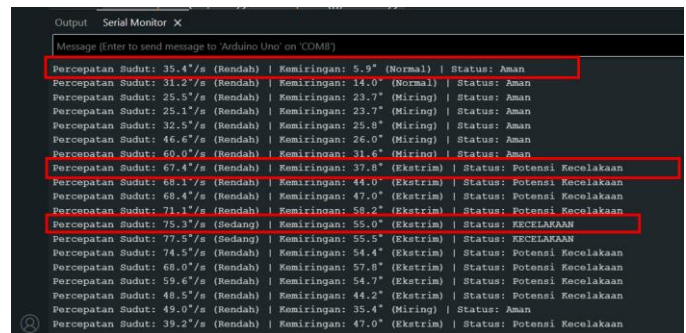 Output Serial Monitor X
Message (Enter to send message to 'Arduino Uno' on 'COM8')
Percepatan Sudut: 35.4°/s (Rendah) | Kemiringan: 5.9° (Normal) | Status: Aman
Percepatan Sudut: 31.2°/s (Rendah) | Kemiringan: 14.0° (Normal) | Status: Aman
Percepatan Sudut: 25.5°/s (Rendah) | Kemiringan: 23.7° (Miring) | Status: Aman
Percepatan Sudut: 25.1°/s (Rendah) | Kemiringan: 23.7° (Miring) | Status: Aman
Percepatan Sudut: 32.5°/s (Rendah) | Kemiringan: 25.8° (Miring) | Status: Aman
Percepatan Sudut: 46.6°/s (Rendah) | Kemiringan: 26.0° (Miring) | Status: Aman
Percepatan Sudut: 60.0°/s (Rendah) | Kemiringan: 31.6° (Miring) | Status: Aman
Percepatan Sudut: 67.4°/s (Rendah) | Kemiringan: 37.8° (Ekstrim) | Status: Potensi Kecelakaan
Percepatan Sudut: 68.1°/s (Rendah) | Kemiringan: 44.0° (Ekstrim) | Status: Potensi Kecelakaan
Percepatan Sudut: 68.4°/s (Rendah) | Kemiringan: 47.0° (Ekstrim) | Status: Potensi Kecelakaan
Percepatan Sudut: 71.1°/s (Rendah) | Kemiringan: 58.2° (Ekstrim) | Status: Potensi Kecelakaan
Percepatan Sudut: 75.3°/s (Sedang) | Kemiringan: 55.0° (Ekstrim) | Status: KECELAKAAN
Percepatan Sudut: 77.5°/s (Sedang) | Kemiringan: 55.5° (Ekstrim) | Status: KECELAKAAN
Percepatan Sudut: 74.5°/s (Rendah) | Kemiringan: 54.4° (Ekstrim) | Status: Potensi Kecelakaan
Percepatan Sudut: 68.0°/s (Rendah) | Kemiringan: 57.8° (Ekstrim) | Status: Potensi Kecelakaan
Percepatan Sudut: 59.6°/s (Rendah) | Kemiringan: 54.7° (Ekstrim) | Status: Potensi Kecelakaan
Percepatan Sudut: 48.5°/s (Rendah) | Kemiringan: 44.2° (Ekstrim) | Status: Potensi Kecelakaan
Percepatan Sudut: 49.0°/s (Rendah) | Kemiringan: 35.4° (Miring) | Status: Aman
Percepatan Sudut: 39.2°/s (Rendah) | Kemiringan: 47.0° (Ekstrim) | Status: Potensi Kecelakaan